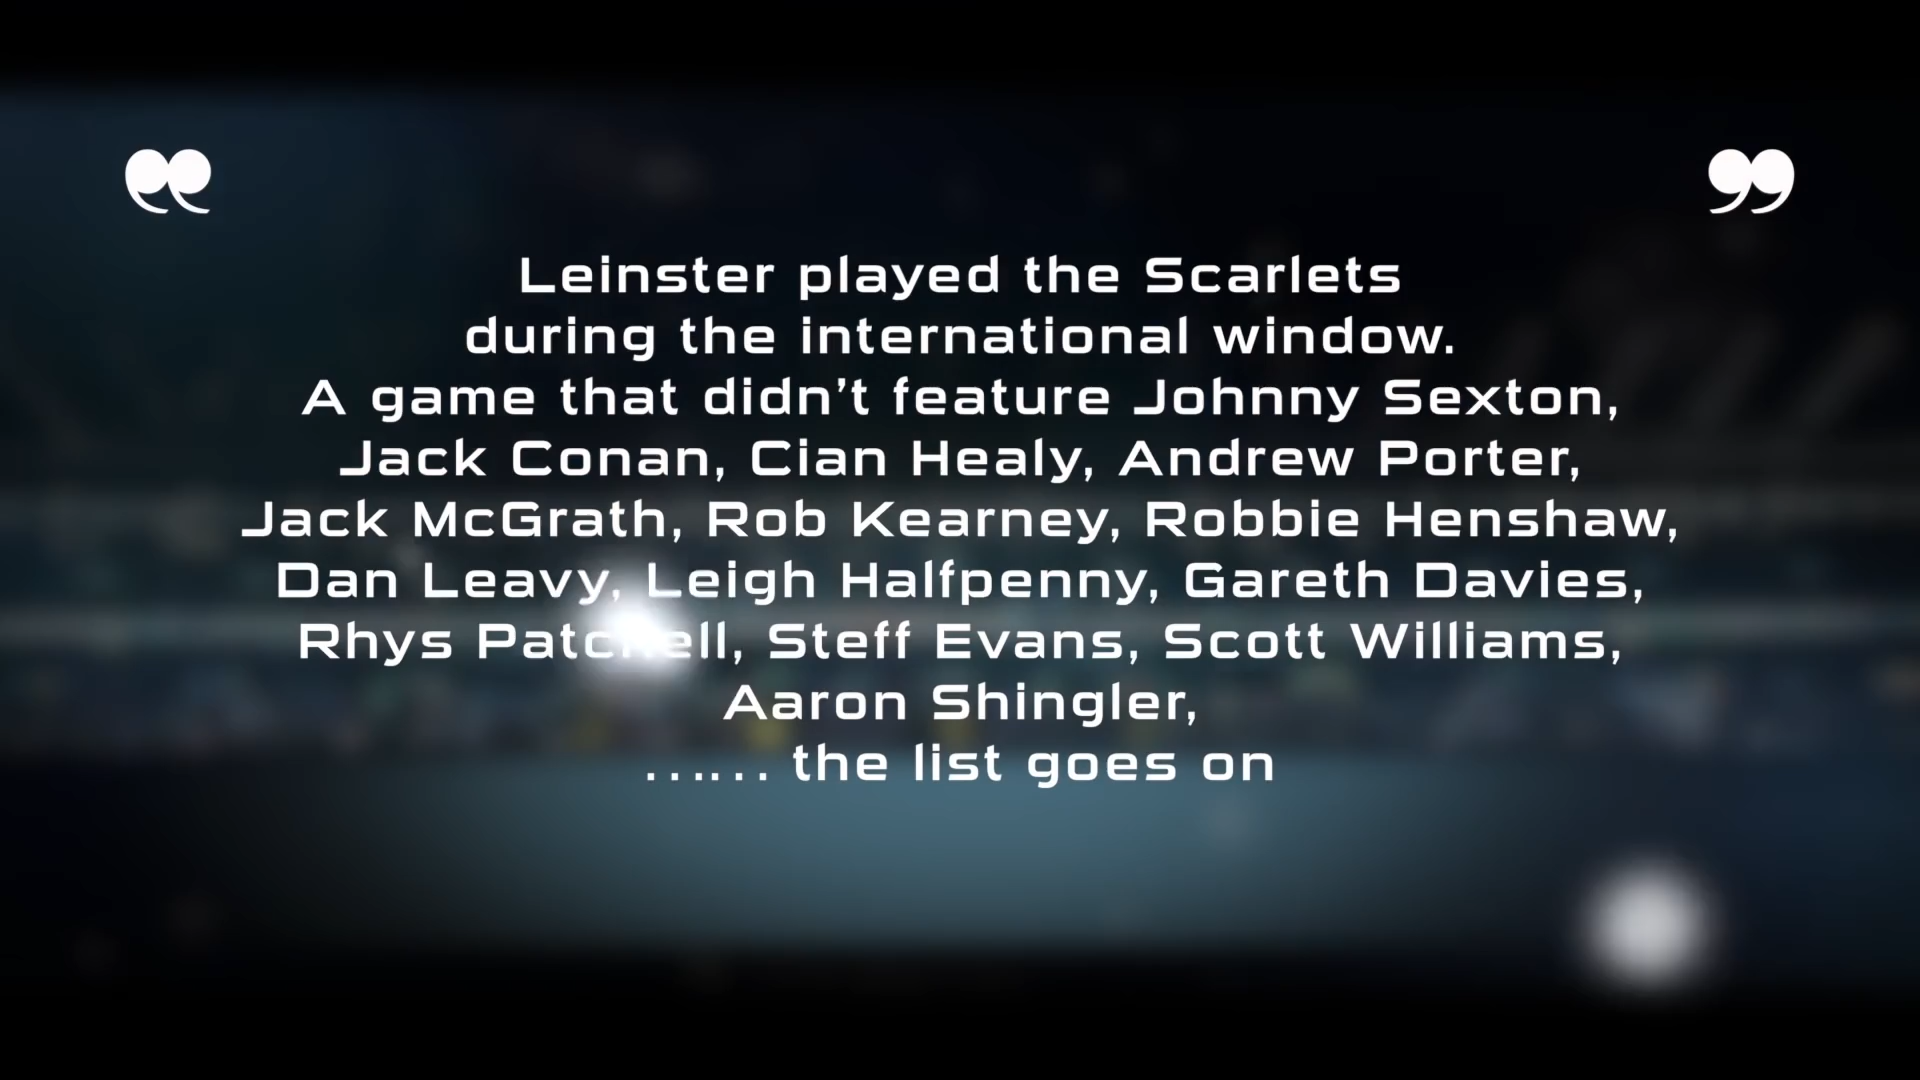 Leinster played the Scarlets
during the international window.
A game that didn’t feature Johnny Sexton,
Jack Conan, Cian Healy, Andrew Porter,
Jack McGrath, Rob Kearney, Robbie Henshaw,
Dan Leavy, Leigh Halfpenny, Gareth Davies,
Rhys Patchell, Steff Evans, Scott Williams,
Aaron Shingler,
...... the list goes on